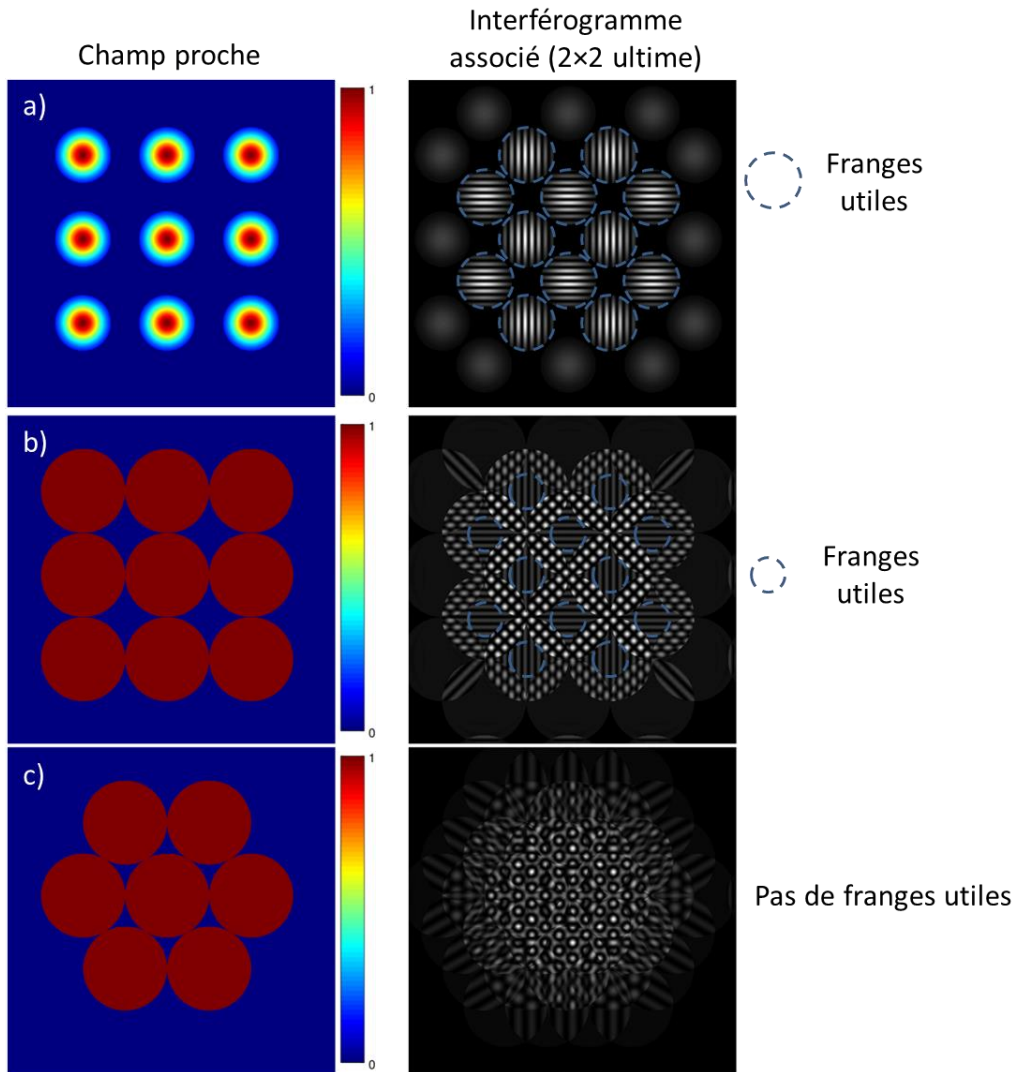 Champ proche
Interférogramme
associé (2×2 ultime)
a)
1
0
Franges
utiles
b)
1
0
Franges
utiles
c)
1
0
Pas de franges utiles